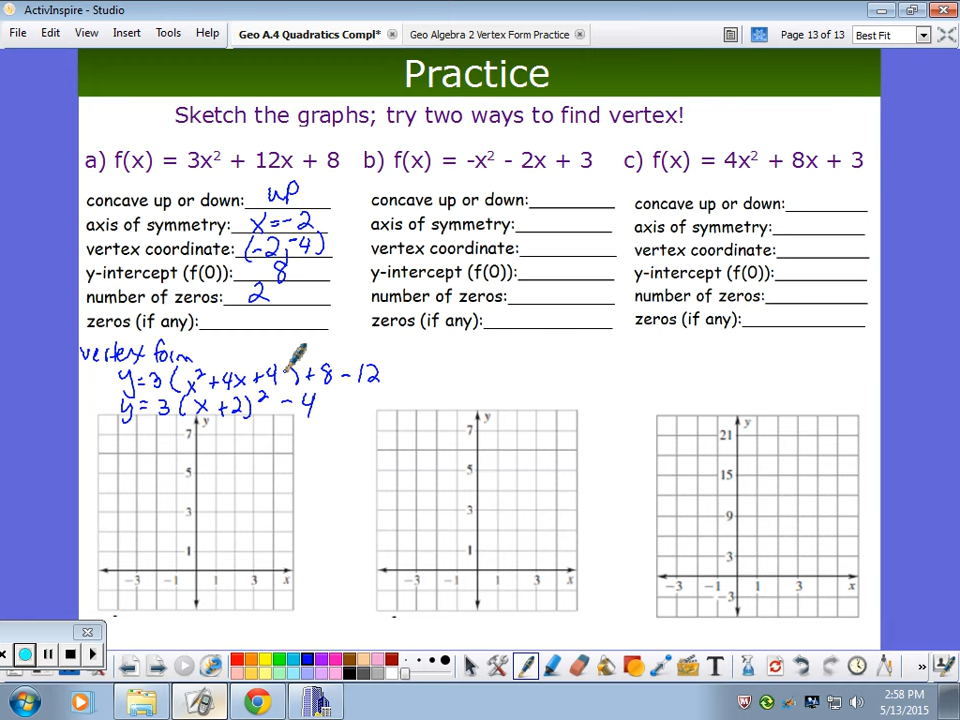 ActivInspire - Studio
File Edit View Insert Tools Help Geo A.4 Quadratics Compl* Geo Algebra 2 Vertex Form Practice Page 13 of 13 Best Fit
Practice
Sketch the graphs; try two ways to find vertex!
a) f(x) = 3x² + 12x + 8 b) f(x) = -x² - 2x + 3 c) f(x) = 4x² + 8x + 3
concave up or down: up
axis of symmetry: x = -2
vertex coordinate: (-2, -4)
y-intercept (f(0)): 8
number of zeros: 2
zeros (if any):
concave up or down:
axis of symmetry:
vertex coordinate:
y-intercept (f(0)):
number of zeros:
zeros (if any):
concave up or down:
axis of symmetry:
vertex coordinate:
y-intercept (f(0)):
number of zeros:
zeros (if any):
vertex form
y = 3 (x² + 4x + 4 ) + 8 - 12
y = 3 (x + 2)² - 4
y
7
5
3
1
-3 -1 1 3 x
y
7
5
3
1
-3 -1 1 3 x
y
21
15
9
3
-3 -1 1 3 x
-3
T
»
2:58 PM
5/13/2015